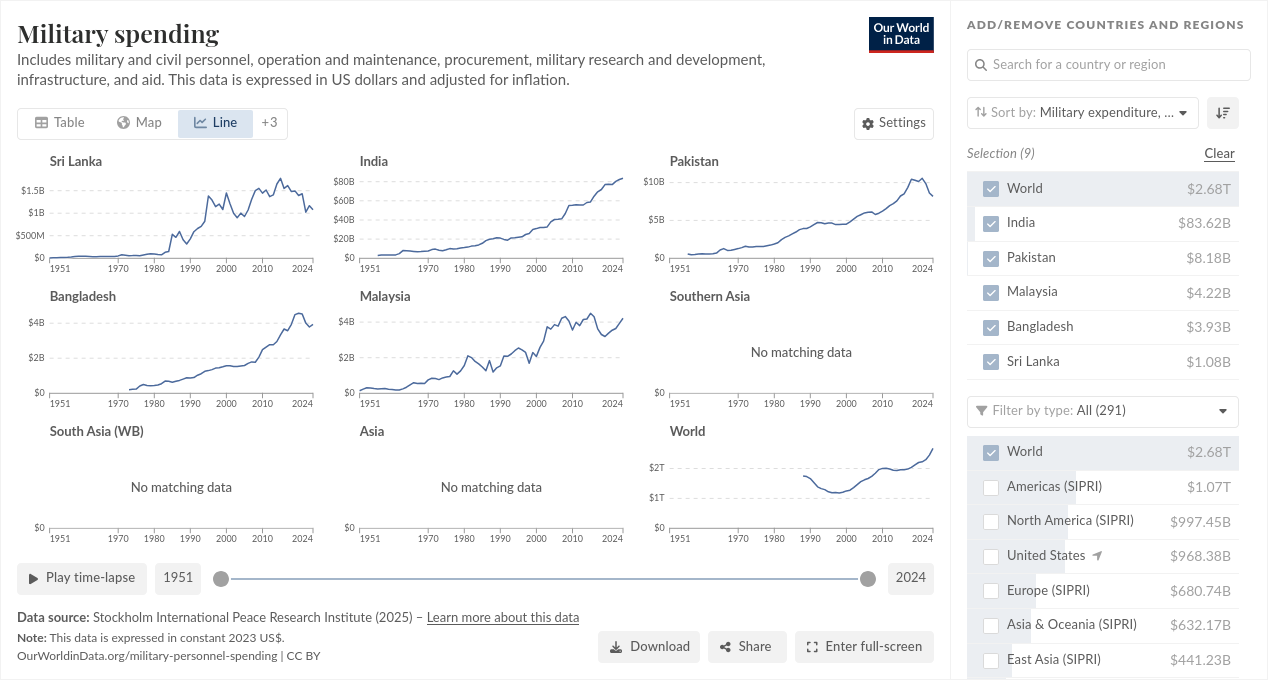 Military spending
Includes military and civil personnel, operation and maintenance, procurement, military research and development,
infrastructure, and aid. This data is expressed in US dollars and adjusted for inflation.
Our World
in Data
Table
Map
Line
+3
Settings
Sri Lanka
$1.5B
$1B
$500M
$0
1951
1970
1980
1990
2000
2010
2024
India
$80B
$60B
$40B
$20B
$0
1951
1970
1980
1990
2000
2010
2024
Pakistan
$10B
$5B
$0
1951
1970
1980
1990
2000
2010
2024
Bangladesh
$4B
$2B
$0
1951
1970
1980
1990
2000
2010
2024
Malaysia
$4B
$2B
$0
1951
1970
1980
1990
2000
2010
2024
Southern Asia
No matching data
$0
1951
1970
1980
1990
2000
2010
2024
South Asia (WB)
No matching data
$0
1951
1970
1980
1990
2000
2010
2024
Asia
No matching data
$0
1951
1970
1980
1990
2000
2010
2024
World
$2T
$1T
$0
1951
1970
1980
1990
2000
2010
2024
Play time-lapse
1951
2024
Data source: Stockholm International Peace Research Institute (2025) – Learn more about this data
Note: This data is expressed in constant 2023 US$.
OurWorldinData.org/military-personnel-spending | CC BY
Download
Share
Enter full-screen
ADD/REMOVE COUNTRIES AND REGIONS
Search for a country or region
Sort by: Military expenditure, ...
Selection (9)
Clear
World $2.68T
India $83.62B
Pakistan $8.18B
Malaysia $4.22B
Bangladesh $3.93B
Sri Lanka $1.08B
Filter by type: All (291)
World $2.68T
Americas (SIPRI) $1.07T
North America (SIPRI) $997.45B
United States $968.38B
Europe (SIPRI) $680.74B
Asia & Oceania (SIPRI) $632.17B
East Asia (SIPRI) $441.23B